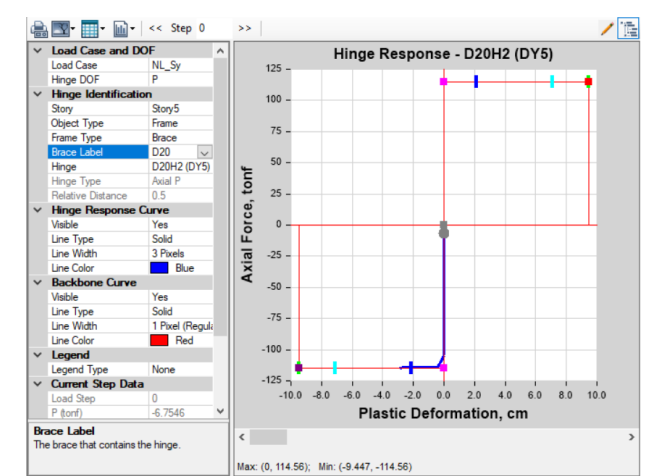 << Step 0 >>
Load Case and DOF
Load Case NL_Sy
Hinge DOF P
Hinge Identification
Story Story5
Object Type Frame
Frame Type Brace
Brace Label D20
Hinge D20H2 (DY5)
Hinge Type Axial P
Relative Distance 0.5
Hinge Response Curve
Visible Yes
Line Type Solid
Line Width 3 Pixels
Line Color Blue
Backbone Curve
Visible Yes
Line Type Solid
Line Width 1 Pixel (Regula
Line Color Red
Legend
Legend Type None
Current Step Data
Load Step 0
P (tonf) -6.7546
Brace Label
The brace that contains the hinge.
Hinge Response - D20H2 (DY5)
Axial Force, tonf
125
100
75
50
25
0
-25
-50
-75
-100
-125
-10.0 -8.0 -6.0 -4.0 -2.0 0.0 2.0 4.0 6.0 8.0 10.0
Plastic Deformation, cm
Max: (0, 114.56); Min: (-9.447, -114.56)